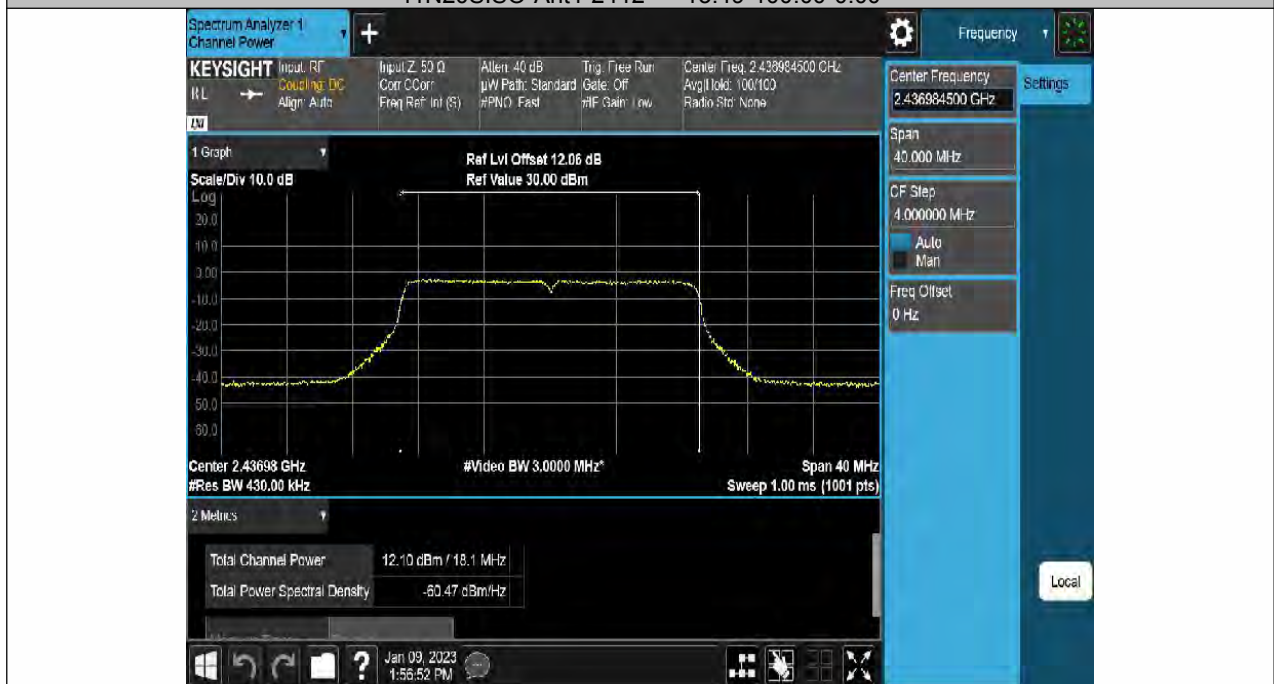 Spectrum Analyzer 1
Channel Power
+
Frequency
KEYSIGHT Input: RF
RL
Coupling: DC
Align: Auto
LXI
Input Z: 50 Ω
Corr CCorr
Freq Ref: Int (S)
Atten: 40 dB
µW Path: Standard
#PNO: Fast
Trig: Free Run
Gate: Off
#IF Gain: Low
Center Freq: 2.436984500 GHz
Avg|Hold: 100/100
Radio Std: None
Center Frequency
2.436984500 GHz
Settings
Span
40.000 MHz
CF Step
4.000000 MHz
Auto
Man
Freq Offset
0 Hz
1 Graph
Scale/Div 10.0 dB
Ref Lvl Offset 12.06 dB
Ref Value 30.00 dBm
Log
20.0
10.0
0.00
-10.0
-20.0
-30.0
-40.0
-50.0
-60.0
Center 2.43698 GHz
#Res BW 430.00 kHz
#Video BW 3.0000 MHz*
Span 40 MHz
Sweep 1.00 ms (1001 pts)
2 Metrics
Total Channel Power 12.10 dBm / 18.1 MHz
Total Power Spectral Density -60.47 dBm/Hz
Local
? Jan 09, 2023
1:56:52 PM